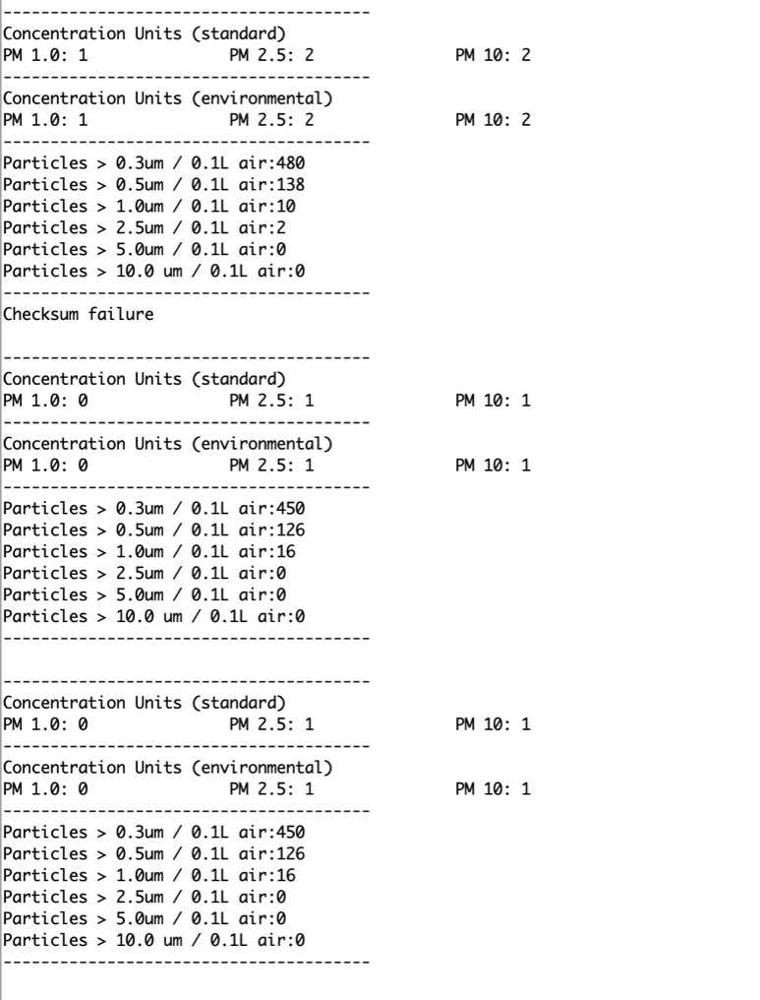 ---------------------------------------
Concentration Units (standard)
PM 1.0: 1		PM 2.5: 2		PM 10: 2
---------------------------------------
Concentration Units (environmental)
PM 1.0: 1		PM 2.5: 2		PM 10: 2
---------------------------------------
Particles > 0.3um / 0.1L air:480
Particles > 0.5um / 0.1L air:138
Particles > 1.0um / 0.1L air:10
Particles > 2.5um / 0.1L air:2
Particles > 5.0um / 0.1L air:0
Particles > 10.0 um / 0.1L air:0
---------------------------------------
Checksum failure

---------------------------------------
Concentration Units (standard)
PM 1.0: 0		PM 2.5: 1		PM 10: 1
---------------------------------------
Concentration Units (environmental)
PM 1.0: 0		PM 2.5: 1		PM 10: 1
---------------------------------------
Particles > 0.3um / 0.1L air:450
Particles > 0.5um / 0.1L air:126
Particles > 1.0um / 0.1L air:16
Particles > 2.5um / 0.1L air:0
Particles > 5.0um / 0.1L air:0
Particles > 10.0 um / 0.1L air:0
---------------------------------------

---------------------------------------
Concentration Units (standard)
PM 1.0: 0		PM 2.5: 1		PM 10: 1
---------------------------------------
Concentration Units (environmental)
PM 1.0: 0		PM 2.5: 1		PM 10: 1
---------------------------------------
Particles > 0.3um / 0.1L air:450
Particles > 0.5um / 0.1L air:126
Particles > 1.0um / 0.1L air:16
Particles > 2.5um / 0.1L air:0
Particles > 5.0um / 0.1L air:0
Particles > 10.0 um / 0.1L air:0
---------------------------------------